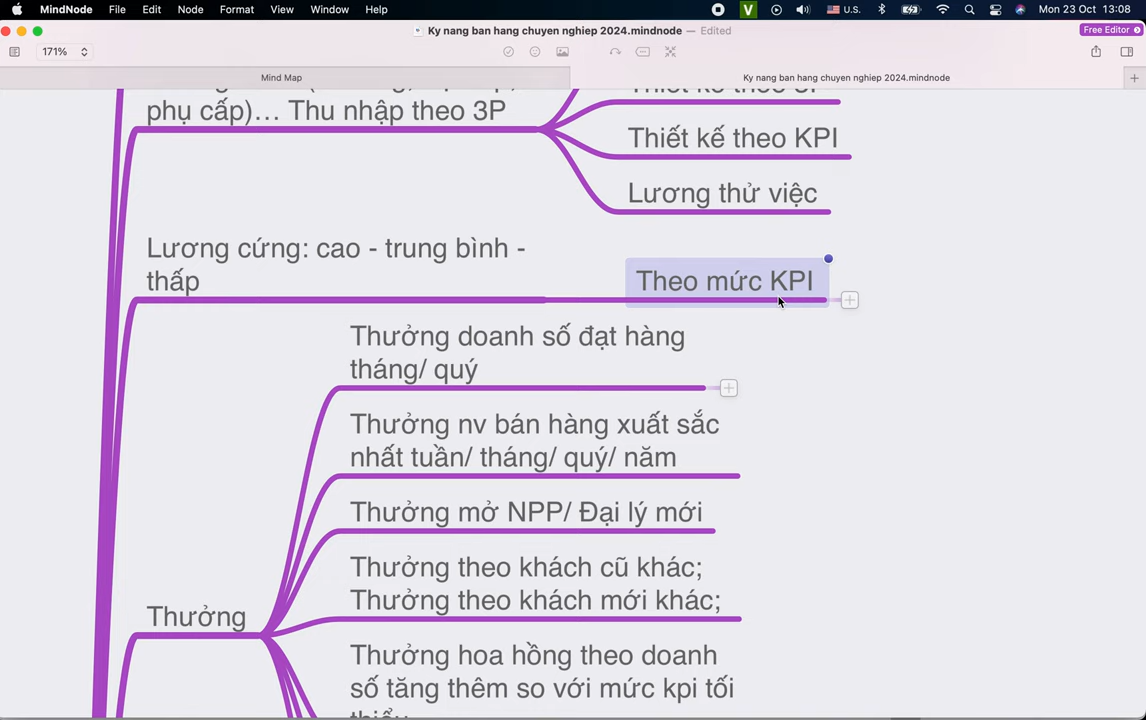 MindNode File Edit Node Format View Window Help
V U.S. Mon 23 Oct 13:08
Ky nang ban hang chuyen nghiep 2024.mindnode — Edited
Free Editor
171%
Mind Map
Ky nang ban hang chuyen nghiep 2024.mindnode
phụ cấp)... Thu nhập theo 3P
Thiết kế theo 3P
Thiết kế theo KPI
Lương thử việc
Lương cứng: cao - trung bình -
thấp
Theo mức KPI
Thưởng doanh số đạt hàng
tháng/ quý
Thưởng nv bán hàng xuất sắc
nhất tuần/ tháng/ quý/ năm
Thưởng mở NPP/ Đại lý mới
Thưởng theo khách cũ khác;
Thưởng theo khách mới khác;
Thưởng
Thưởng hoa hồng theo doanh
số tăng thêm so với mức kpi tối
thiểu